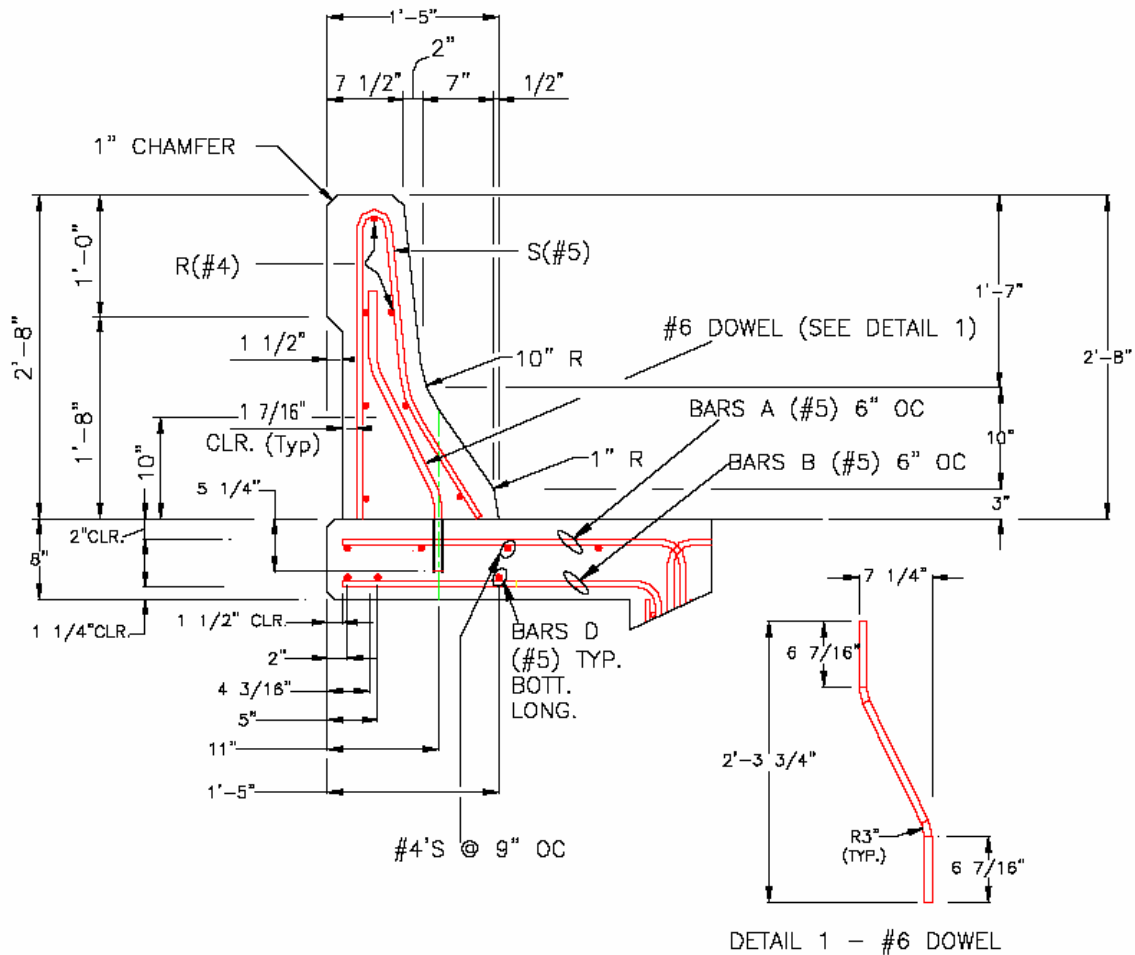 1'-5"
2"
7 1/2"
7"
1/2"
1" CHAMFER
S(#5)
R(#4)
1'-0"
2'-8"
1'-8"
1'-7"
2'-8"
#6 DOWEL (SEE DETAIL 1)
1 1/2"
10" R
1 7/16"
CLR. (Typ)
BARS A (#5) 6" OC
10"
10"
BARS B (#5) 6" OC
1" R
5 1/4"
3"
2"CLR.
8"
1 1/4"CLR.
1 1/2" CLR.
2"
4 3/16"
5"
11"
1'-5"
BARS D
(#5) TYP.
BOTT.
LONG.
#4'S @ 9" OC
7 1/4"
6 7/16"
2'-3 3/4"
R3"
(TYP.)
6 7/16"
DETAIL 1 - #6 DOWEL